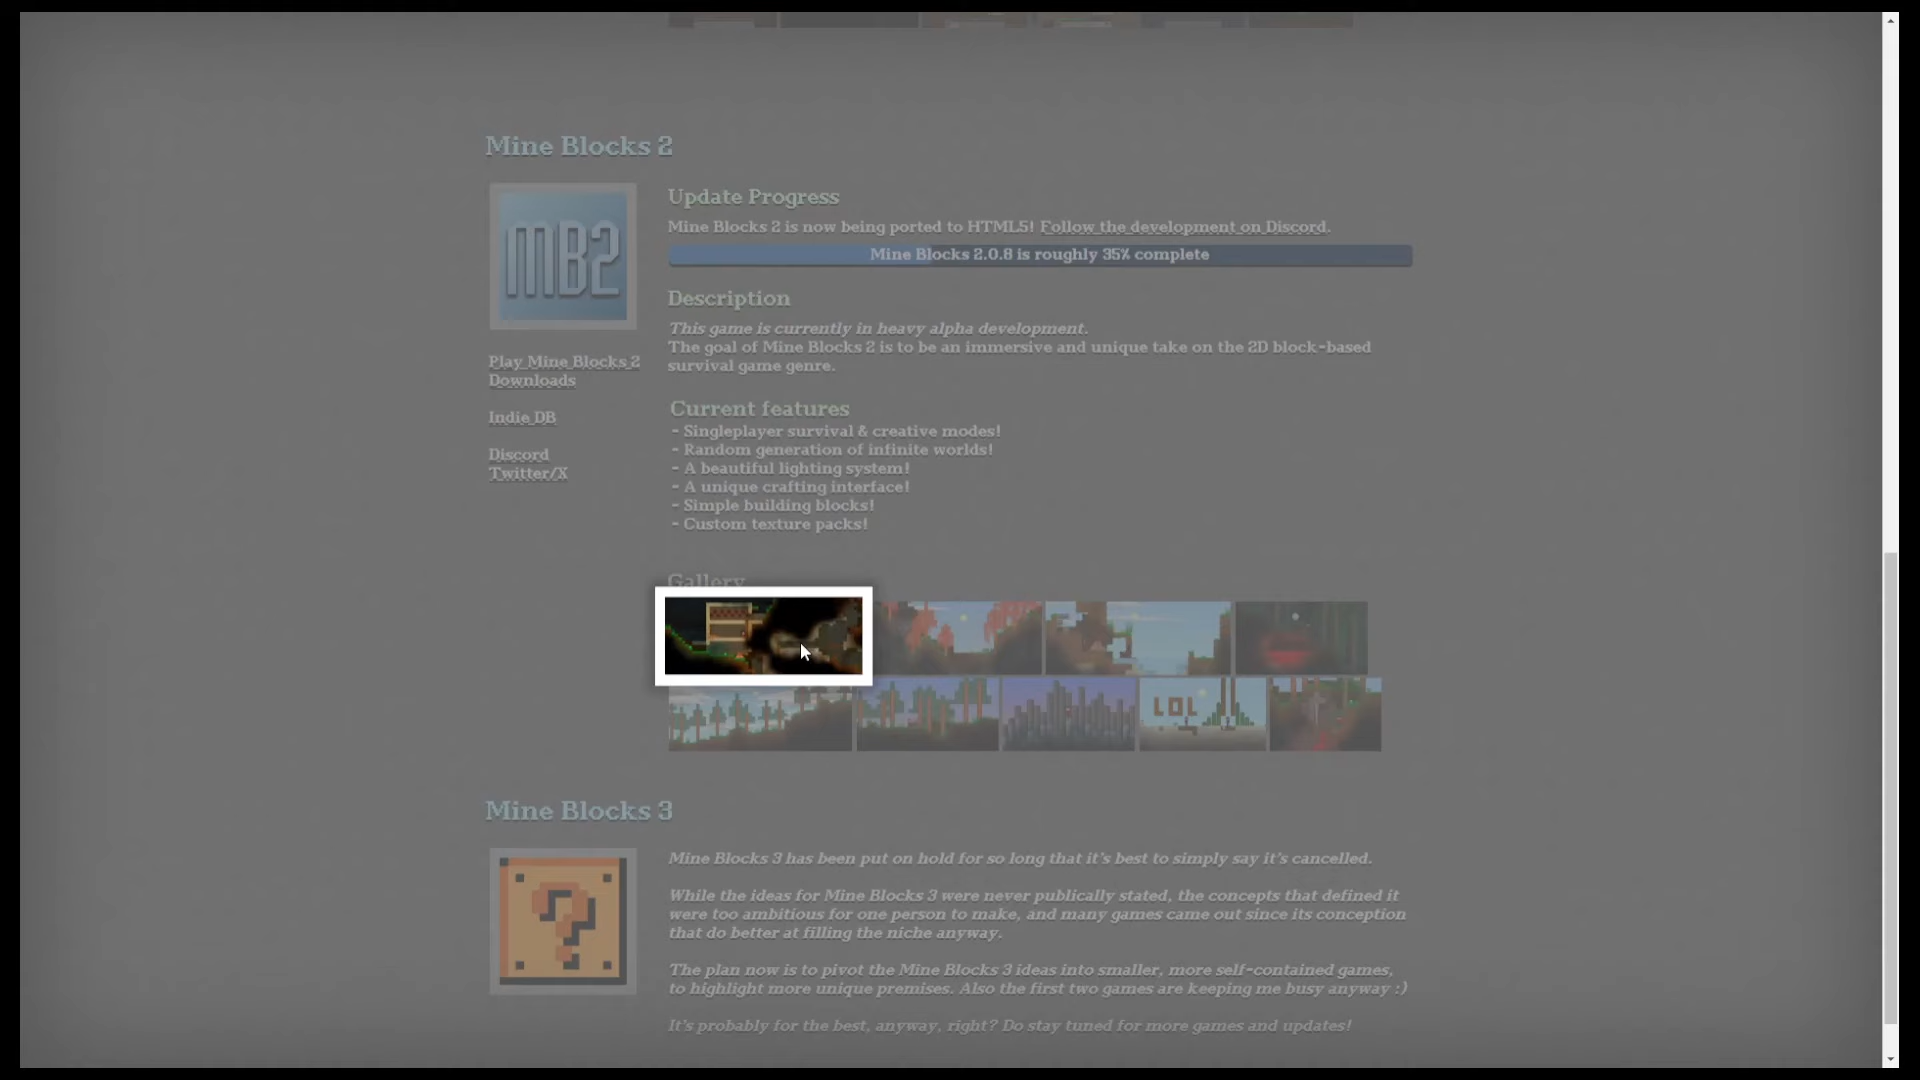 Mine Blocks 2
MB2
Play Mine Blocks 2
Downloads
Indie DB
Discord
Twitter/X
Update Progress
Mine Blocks 2 is now being ported to HTML5! Follow the development on Discord.
Mine Blocks 2.0.8 is roughly 35% complete
Description
This game is currently in heavy alpha development.
The goal of Mine Blocks 2 is to be an immersive and unique take on the 2D block-based
survival game genre.
Current features
- Singleplayer survival & creative modes!
- Random generation of infinite worlds!
- A beautiful lighting system!
- A unique crafting interface!
- Simple building blocks!
- Custom texture packs!
Gallery
LOL
Mine Blocks 3
?
Mine Blocks 3 has been put on hold for so long that it's best to simply say it's cancelled.
While the ideas for Mine Blocks 3 were never publically stated, the concepts that defined it
were too ambitious for one person to make, and many games came out since its conception
that do better at filling the niche anyway.
The plan now is to pivot the Mine Blocks 3 ideas into smaller, more self-contained games,
to highlight more unique premises. Also the first two games are keeping me busy anyway :)
It's probably for the best, anyway, right? Do stay tuned for more games and updates!